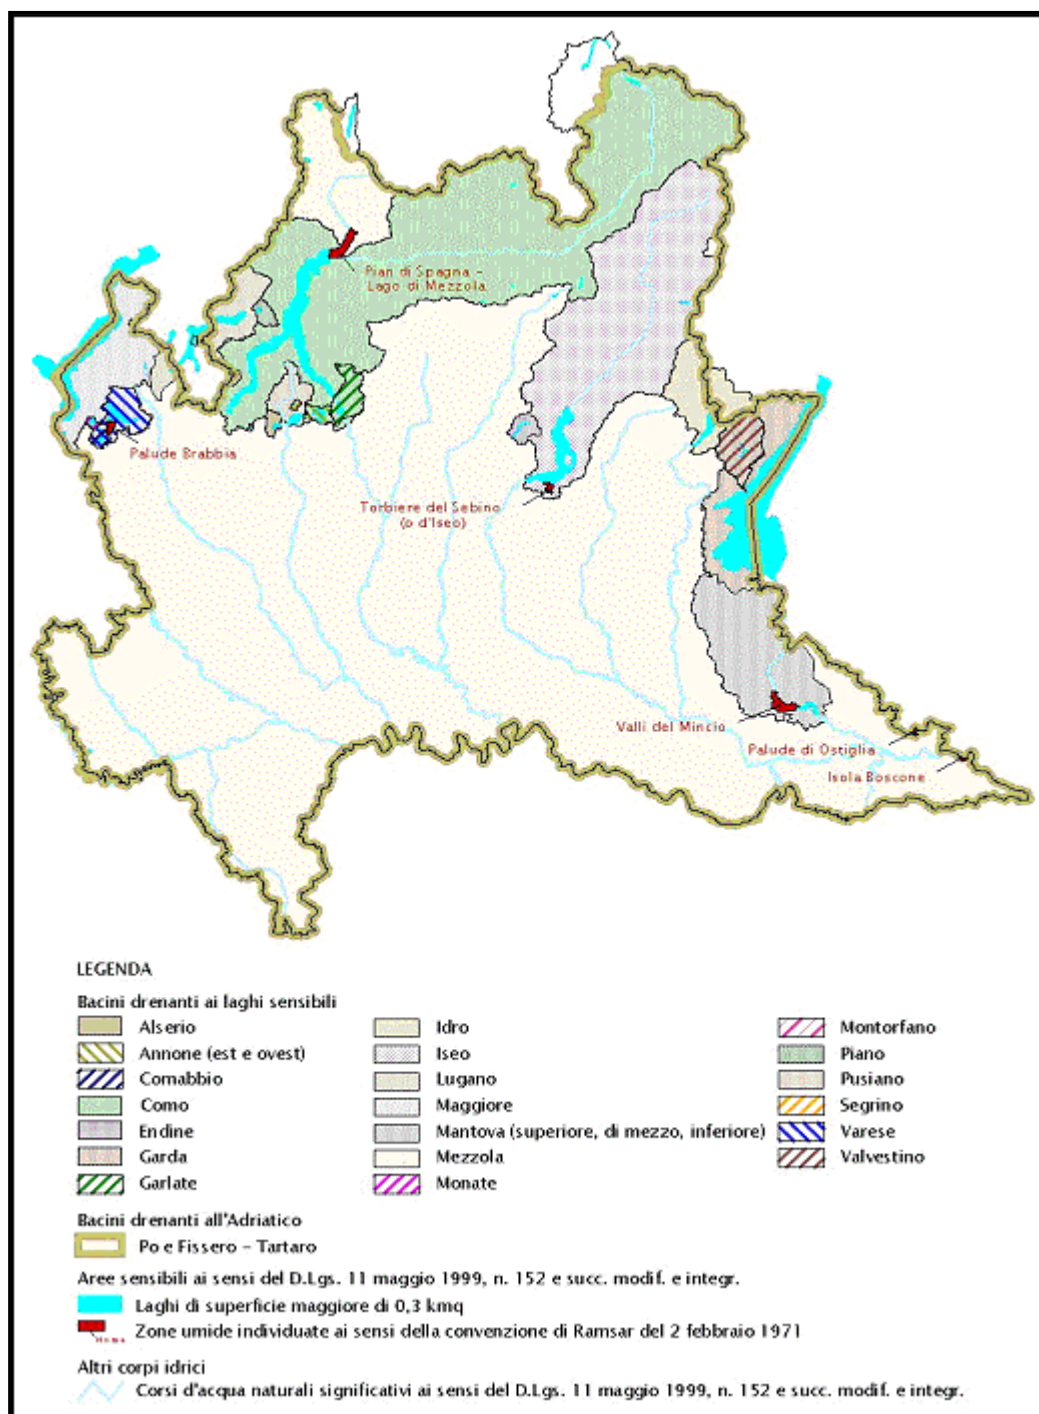 Pian di Spagna -
Lago di Mezzola
Palude Brabbia
Torbiere del Sebino
(o d'Iseo)
Valli del Mincio
Palude di Ostiglia
Isola Boscone
LEGENDA
Bacini drenanti ai laghi sensibili
Alserio
Annone (est e ovest)
Comabbio
Como
Endine
Garda
Garlate
Idro
Iseo
Lugano
Maggiore
Mantova (superiore, di mezzo, inferiore)
Mezzola
Monate
Montorfano
Piano
Pusiano
Segrino
Varese
Valvestino
Bacini drenanti all'Adriatico
Po e Fissero - Tartaro
Aree sensibili ai sensi del D.Lgs. 11 maggio 1999, n. 152 e succ. modif. e integr.
Laghi di superficie maggiore di 0,3 kmq
Zone umide individuate ai sensi della convenzione di Ramsar del 2 febbraio 1971
Altri corpi idrici
Corsi d'acqua naturali significativi ai sensi del D.Lgs. 11 maggio 1999, n. 152 e succ. modif. e integr.